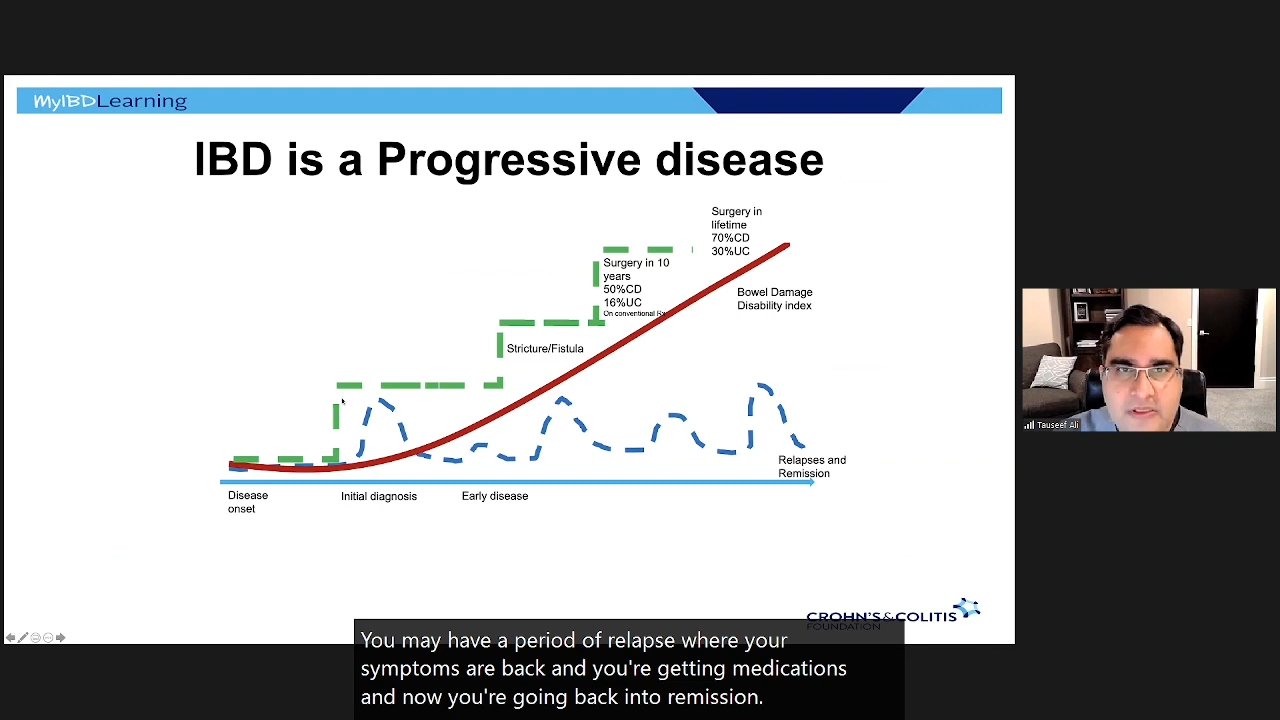 MyIBDLearning
IBD is a Progressive disease
Surgery in
lifetime
70%CD
30%UC
Surgery in 10
years
50%CD
16%UC
On conventional Rx
Bowel Damage
Disability index
Stricture/Fistula
Relapses and
Remission
Disease
onset
Initial diagnosis
Early disease
Tauseef Ali
CROHN'S&COLITIS
FOUNDATION
You may have a period of relapse where your
symptoms are back and you're getting medications
and now you're going back into remission.